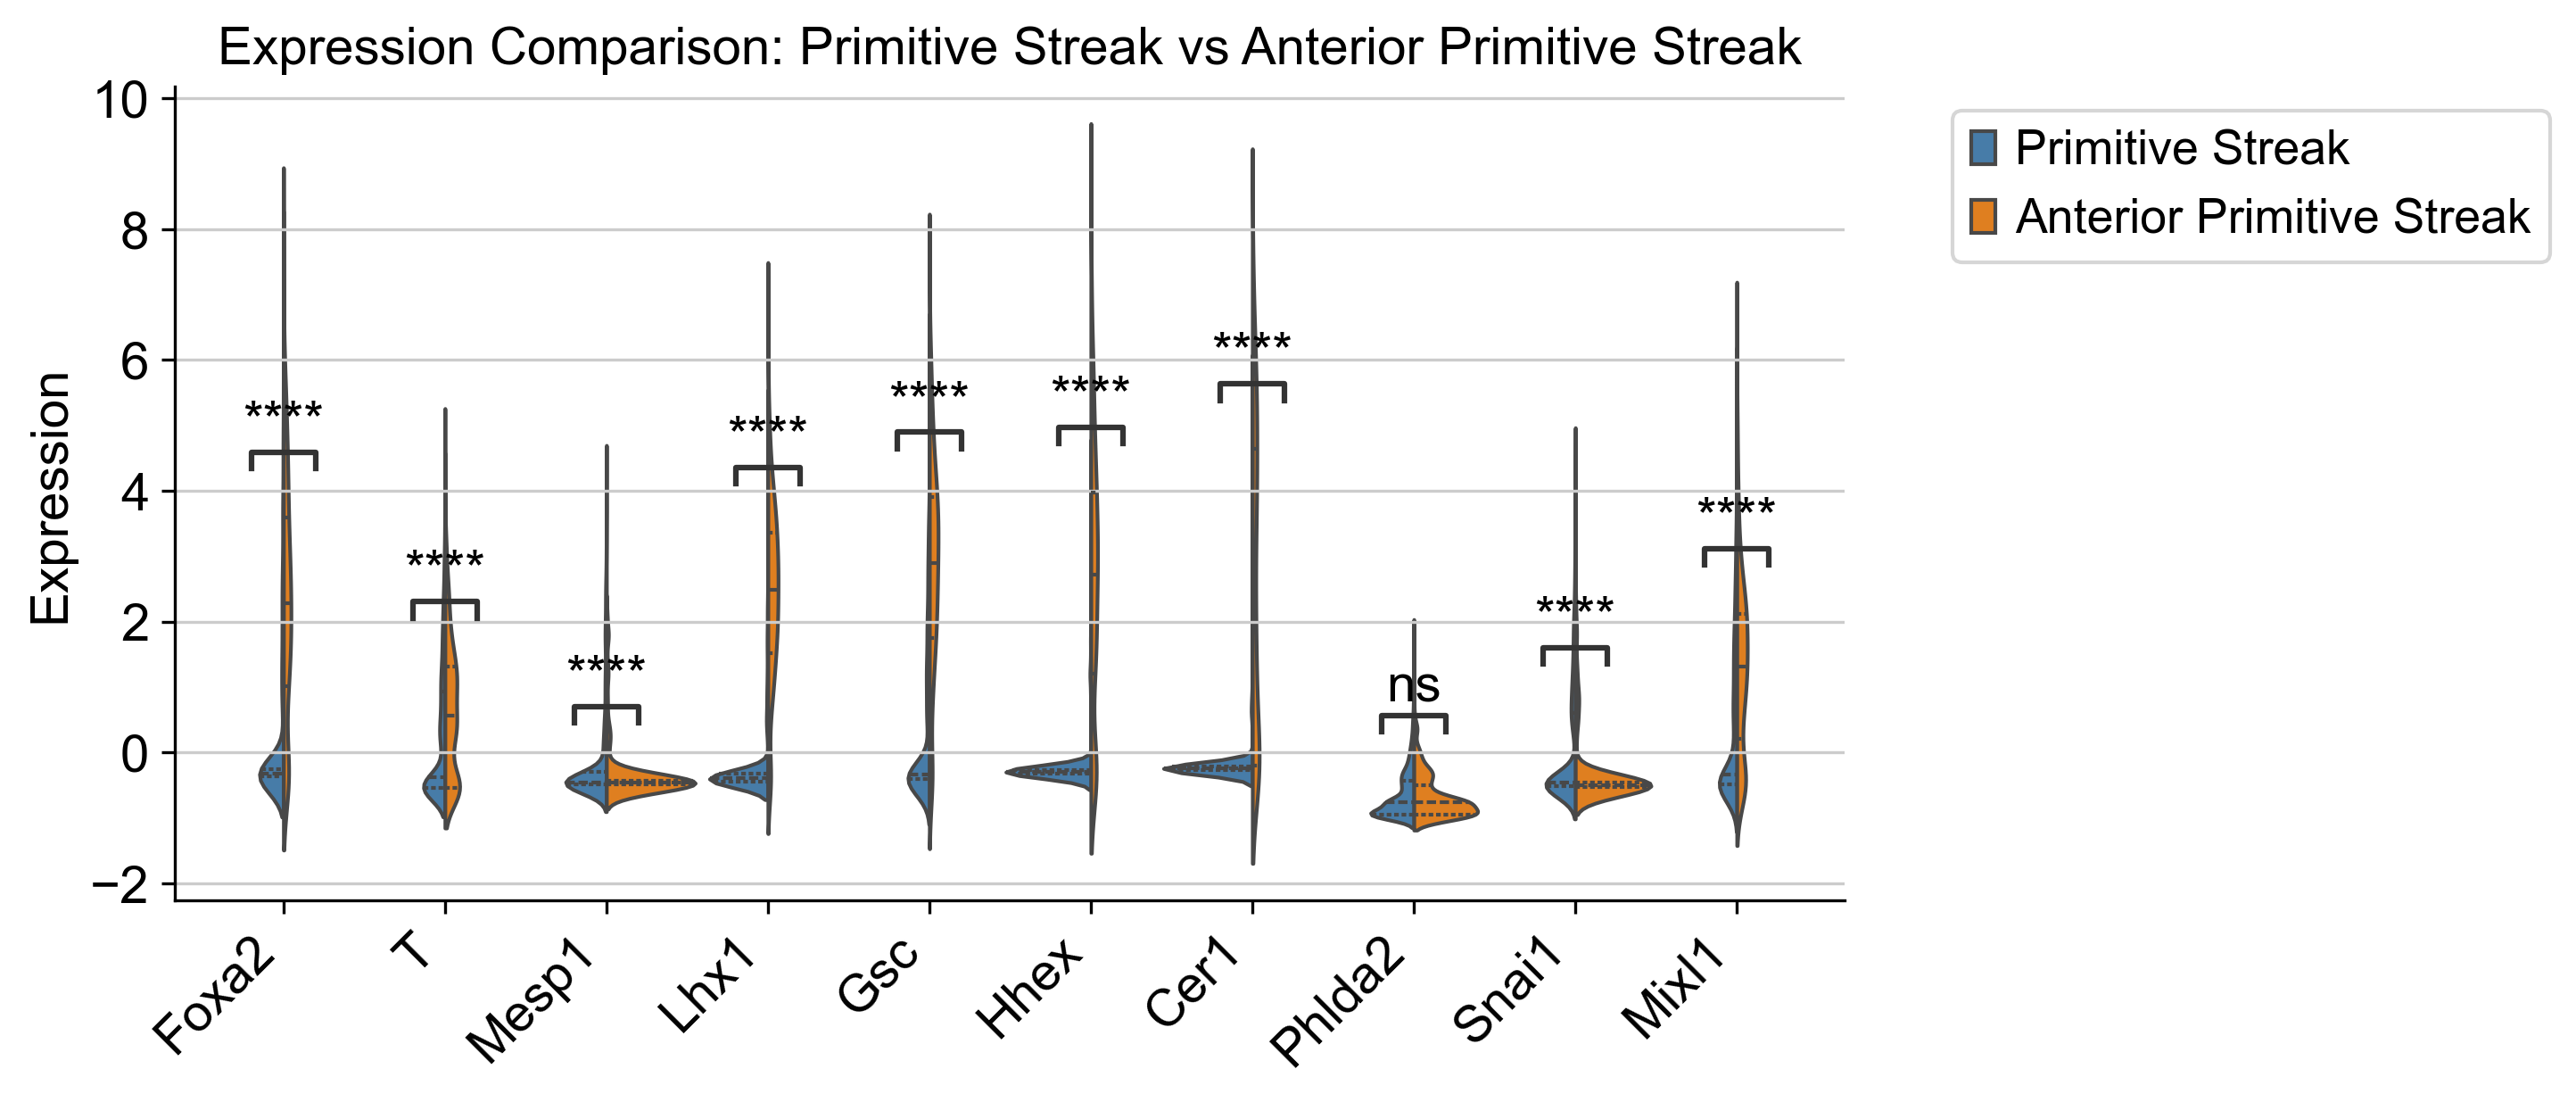 Expression Comparison: Primitive Streak vs Anterior Primitive Streak
Expression
10
8
6
4
2
0
−2
****
****
****
****
****
****
****
ns
****
****
Foxa2
T
Mesp1
Lhx1
Gsc
Hhex
Cer1
Phlda2
Snai1
Mixl1
Primitive Streak
Anterior Primitive Streak